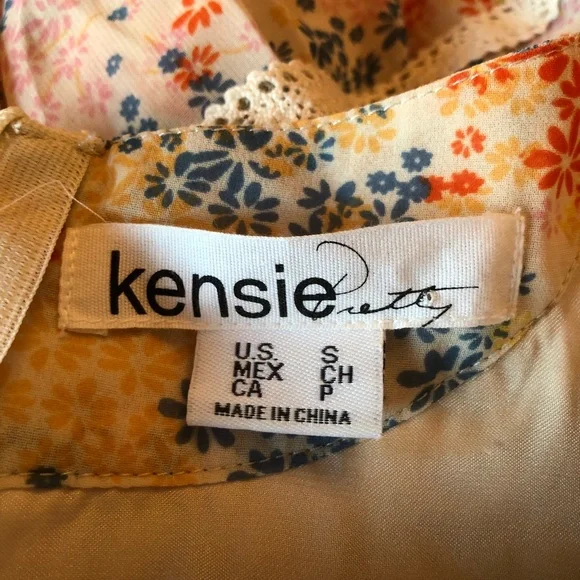 kensie Pretty
U.S. S
MEX CH
CA P
MADE IN CHINA